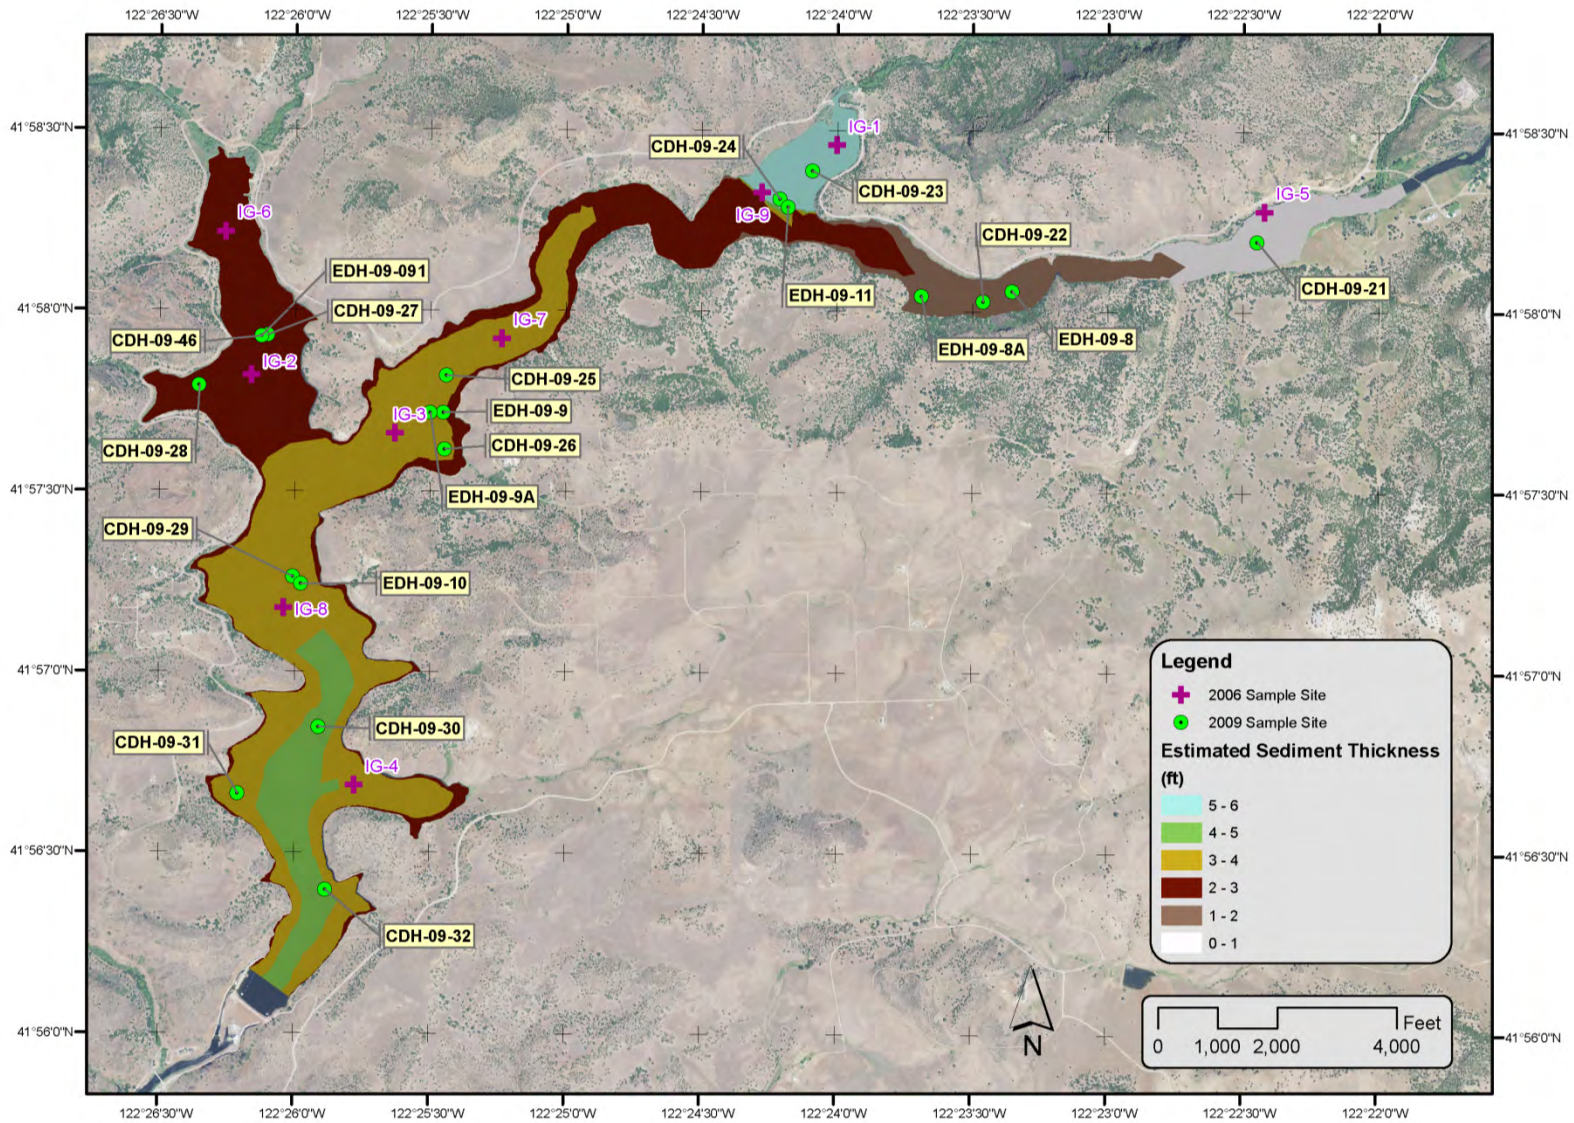 122°26'30"W 122°26'0"W 122°25'30"W 122°25'0"W 122°24'30"W 122°24'0"W 122°23'30"W 122°23'0"W 122°22'30"W 122°22'0"W
41°58'30"N 41°58'30"N
IG-1
CDH-09-24
CDH-09-23
IG-5
IG-9
IG-6
CDH-09-22
EDH-09-091
EDH-09-11
CDH-09-21
CDH-09-27
41°58'0"N 41°58'0"N
IG-7
CDH-09-46
EDH-09-8
EDH-09-8A
IG-2
CDH-09-25
IG-3
EDH-09-9
CDH-09-28
CDH-09-26
41°57'30"N 41°57'30"N
EDH-09-9A
CDH-09-29
EDH-09-10
IG-8
41°57'0"N 41°57'0"N
CDH-09-30
CDH-09-31
IG-4
41°56'30"N 41°56'30"N
CDH-09-32
41°56'0"N 41°56'0"N
Legend
2006 Sample Site
2009 Sample Site
Estimated Sediment Thickness
(ft)
5 - 6
4 - 5
3 - 4
2 - 3
1 - 2
0 - 1
N
Feet
0 1,000 2,000 4,000
122°26'30"W 122°26'0"W 122°25'30"W 122°25'0"W 122°24'30"W 122°24'0"W 122°23'30"W 122°23'0"W 122°22'30"W 122°22'0"W